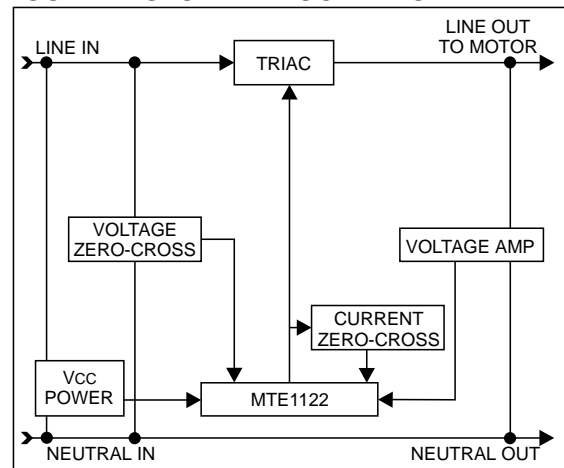 LINE IN
LINE OUT
TO MOTOR
TRIAC
VOLTAGE
ZERO-CROSS
VOLTAGE AMP
CURRENT
ZERO-CROSS
VCC
POWER
MTE1122
NEUTRAL IN
NEUTRAL OUT